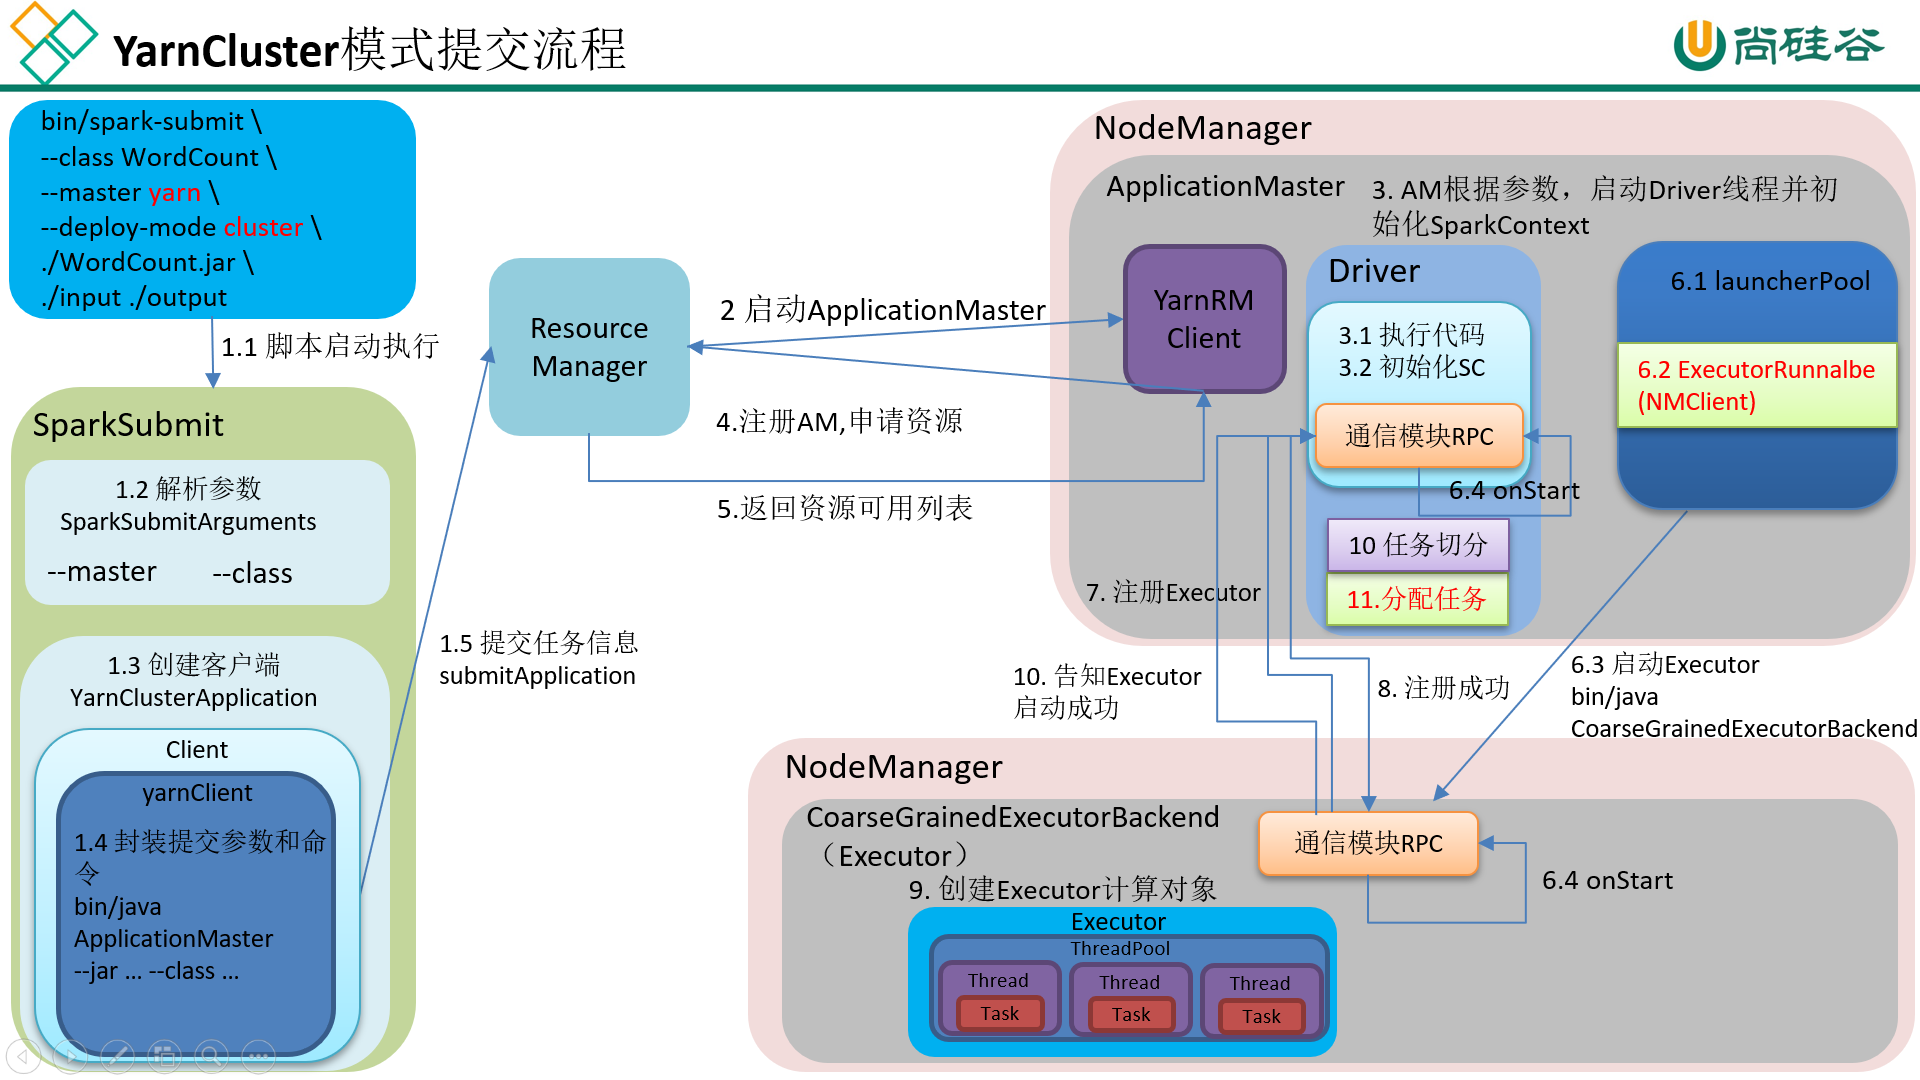 YarnCluster模式提交流程
尚硅谷
bin/spark-submit \
--class WordCount \
--master yarn \
--deploy-mode cluster \
./WordCount.jar \
./input ./output
1.1 脚本启动执行
SparkSubmit
1.2 解析参数
SparkSubmitArguments
--master
--class
1.3 创建客户端
YarnClusterApplication
Client
yarnClient
1.4 封装提交参数和命
令
bin/java
ApplicationMaster
--jar ... --class ...
1.5 提交任务信息
submitApplication
Resource
Manager
2 启动ApplicationMaster
4.注册AM,申请资源
5.返回资源可用列表
NodeManager
ApplicationMaster
3. AM根据参数，启动Driver线程并初
始化SparkContext
YarnRM
Client
Driver
3.1 执行代码
3.2 初始化SC
通信模块RPC
6.4 onStart
10 任务切分
11.分配任务
6.1 launcherPool
6.2 ExecutorRunnalbe
(NMClient)
7. 注册Executor
10. 告知Executor
启动成功
8. 注册成功
6.3 启动Executor
bin/java
CoarseGrainedExecutorBackend
NodeManager
CoarseGrainedExecutorBackend
（Executor）
通信模块RPC
6.4 onStart
9. 创建Executor计算对象
Executor
ThreadPool
Thread
Task
Thread
Task
Thread
Task